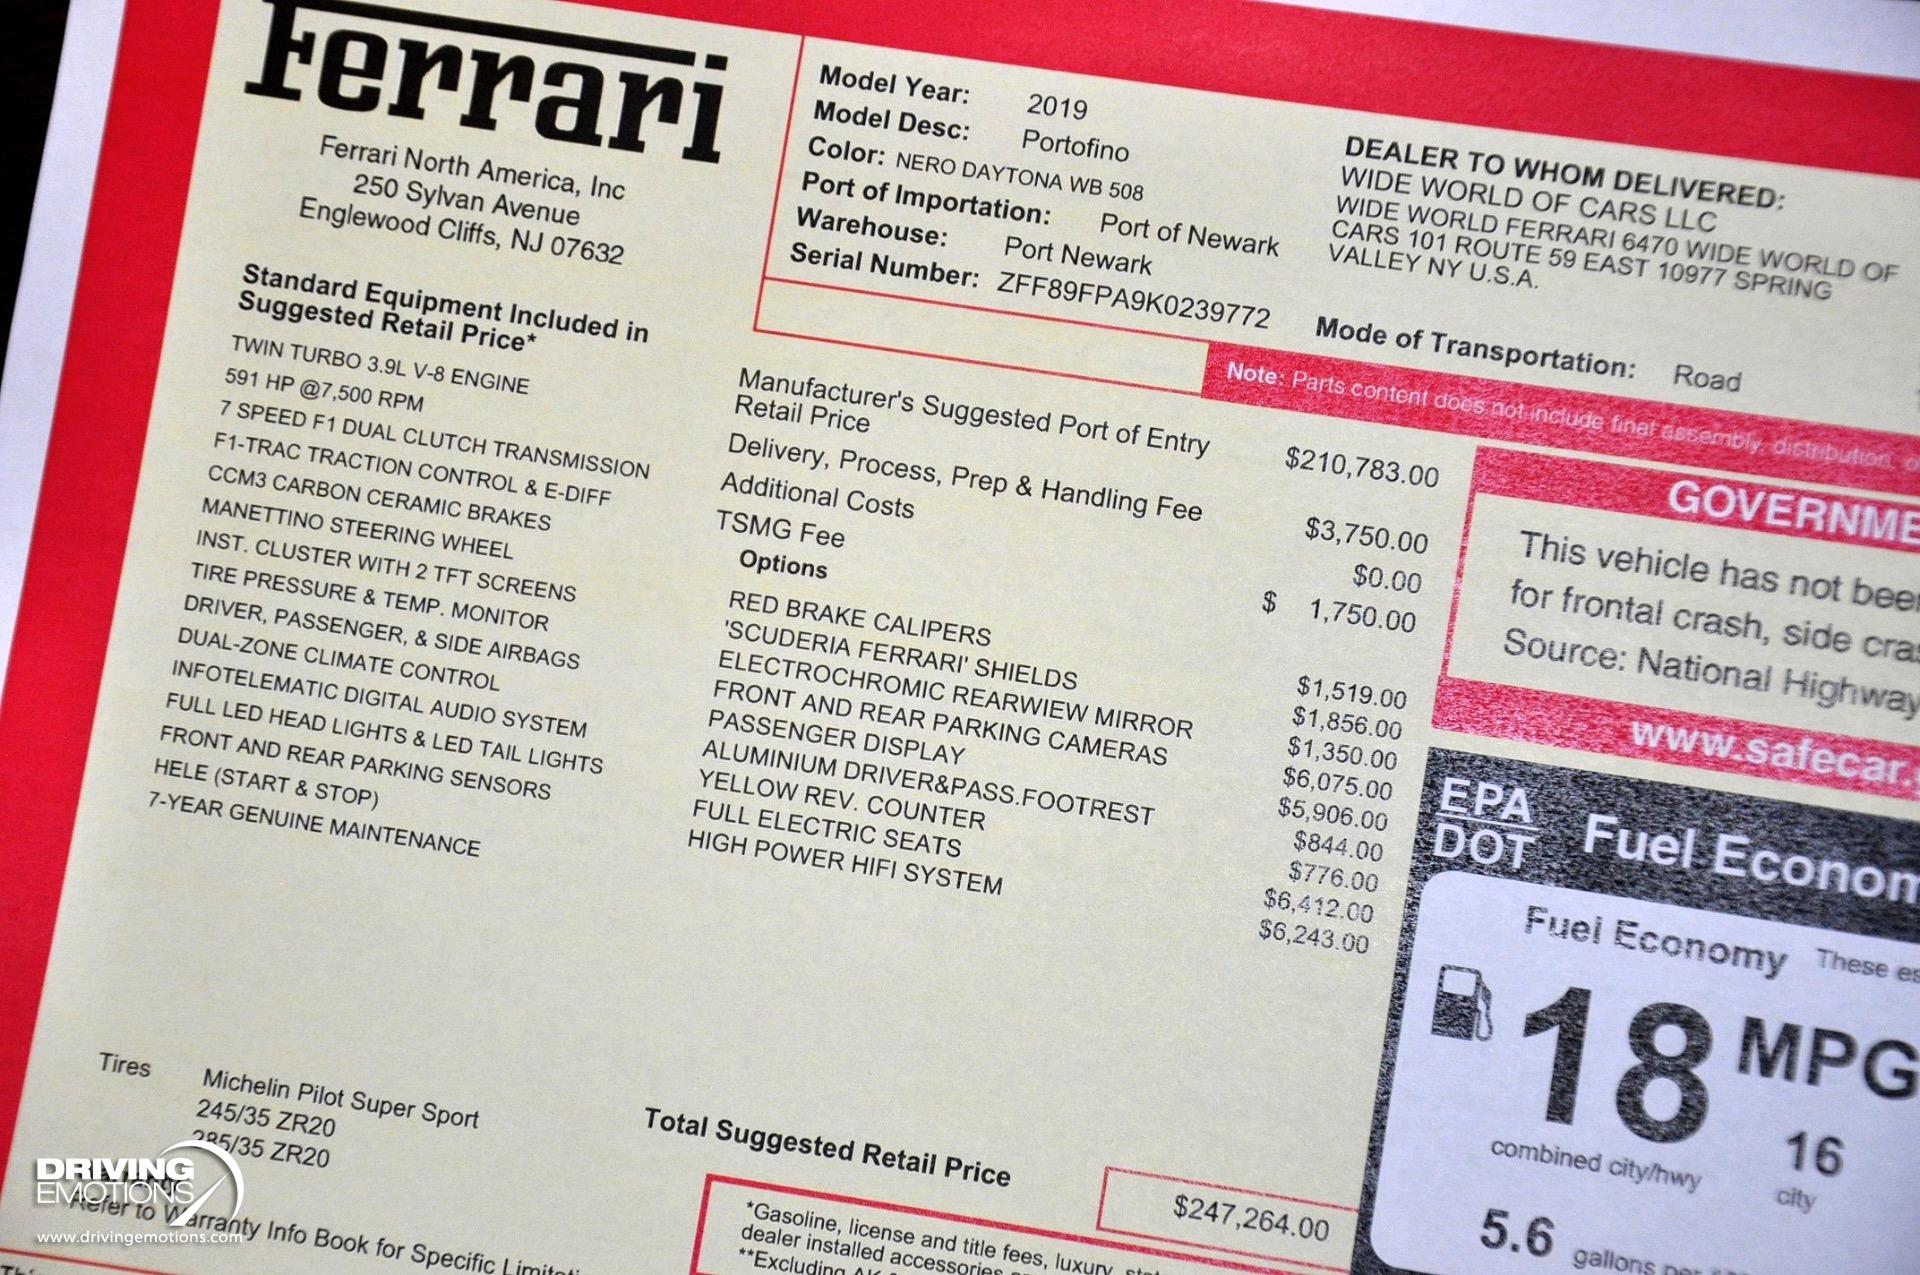 Ferrari
Ferrari North America, Inc
250 Sylvan Avenue
Englewood Cliffs, NJ 07632
Standard Equipment Included in
Suggested Retail Price*
TWIN TURBO 3.9L V-8 ENGINE
591 HP @7,500 RPM
7 SPEED F1 DUAL CLUTCH TRANSMISSION
F1-TRAC TRACTION CONTROL & E-DIFF
CCM3 CARBON CERAMIC BRAKES
MANETTINO STEERING WHEEL
INST. CLUSTER WITH 2 TFT SCREENS
TIRE PRESSURE & TEMP. MONITOR
DRIVER, PASSENGER, & SIDE AIRBAGS
DUAL-ZONE CLIMATE CONTROL
INFOTELEMATIC DIGITAL AUDIO SYSTEM
FULL LED HEAD LIGHTS & LED TAIL LIGHTS
FRONT AND REAR PARKING SENSORS
HELE (START & STOP)
7-YEAR GENUINE MAINTENANCE
Tires Michelin Pilot Super Sport
245/35 ZR20
285/35 ZR20
Refer to Warranty Info Book for Specific
Model Year: 2019
Model Desc: Portofino
Color: NERO DAYTONA WB 508
Port of Importation: Port of Newark
Warehouse: Port Newark
Serial Number: ZFF89FPA9K0239772
DEALER TO WHOM DELIVERED:
WIDE WORLD OF CARS LLC
WIDE WORLD FERRARI 6470 WIDE WORLD OF
CARS 101 ROUTE 59 EAST 10977 SPRING
VALLEY NY U.S.A.
Mode of Transportation: Road
Note: Parts content does not include final assembly, distribution,
Manufacturer's Suggested Port of Entry
Retail Price $210,783.00
Delivery, Process, Prep & Handling Fee $3,750.00
Additional Costs $0.00
TSMG Fee $ 1,750.00
Options
RED BRAKE CALIPERS $1,519.00
'SCUDERIA FERRARI' SHIELDS $1,856.00
ELECTROCHROMIC REARWIEW MIRROR $1,350.00
FRONT AND REAR PARKING CAMERAS $6,075.00
PASSENGER DISPLAY $5,906.00
ALUMINIUM DRIVER&PASS.FOOTREST $844.00
YELLOW REV. COUNTER $776.00
FULL ELECTRIC SEATS $6,412.00
HIGH POWER HIFI SYSTEM $6,243.00
Total Suggested Retail Price $247,264.00
*Gasoline, license and title fees, luxury,
dealer installed accessories
**Excluding
GOVERNME
This vehicle has not been
for frontal crash, side
Source: National Highway
www.safecar.
EPA
DOT
Fuel Econom
Fuel Economy These
18 MPG
combined city/hwy
16
city
5.6 gallons per
DRIVING
EMOTIONS
www.drivingemotions.com